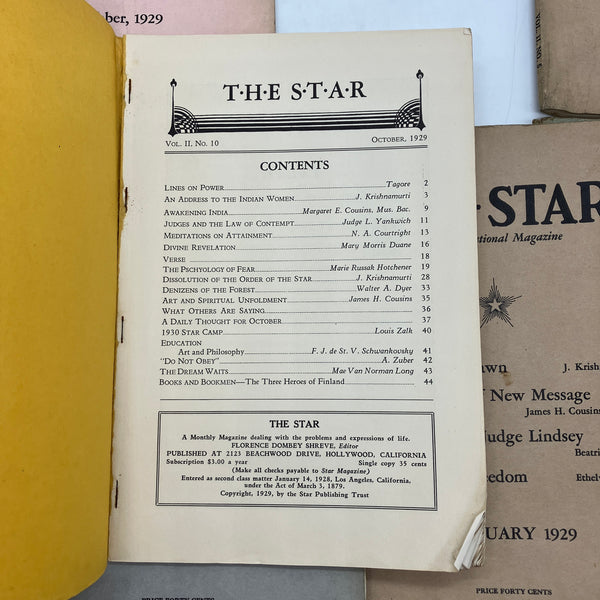 ber, 1929
T·H·E S·T·A·R
VOL. II, NO. 10 OCTOBER, 1929
CONTENTS
LINES ON POWER Tagore 2
AN ADDRESS TO THE INDIAN WOMEN J. Krishnamurti 3
AWAKENING INDIA Margaret E. Cousins, Mus. Bac. 9
JUDGES AND THE LAW OF CONTEMPT Judge L. Yankwich 11
MEDITATIONS ON ATTAINMENT N. A. Courtright 13
DIVINE REVELATION Mary Morris Duane 16
VERSE 18
THE PSCHYOLOGY OF FEAR Marie Russak Hotchener 19
DISSOLUTION OF THE ORDER OF THE STAR J. Krishnamurti 28
DENIZENS OF THE FOREST Walter A. Dyer 33
ART AND SPIRITUAL UNFOLDMENT James H. Cousins 35
WHAT OTHERS ARE SAYING 36
A DAILY THOUGHT FOR OCTOBER 37
1930 STAR CAMP Louis Zalk 40
EDUCATION
Art and Philosophy F. J. de St. V. Schwankovsky 41
"DO NOT OBEY" A. Zuber 42
THE DREAM WAITS Mae Van Norman Long 43
BOOKS AND BOOKMEN—The Three Heroes of Finland 44
THE STAR
A Monthly Magazine dealing with the problems and expressions of life.
FLORENCE DOMBEY SHREVE, Editor
PUBLISHED AT 2123 BEACHWOOD DRIVE, HOLLYWOOD, CALIFORNIA
Subscription $3.00 a year Single copy 35 cents
(Make all checks payable to Star Magazine)
Entered as second class matter January 14, 1928, Los Angeles, California,
under the Act of March 3, 1879.
Copyright, 1929, by the Star Publishing Trust
STAR
tional Magazine
awn J. Krish
New Message
James H. Cousins
Judge Lindsey
Beatri
edom Ethelw
UARY 1929
PRICE FORTY CENTS
PRICE FORTY CENTS